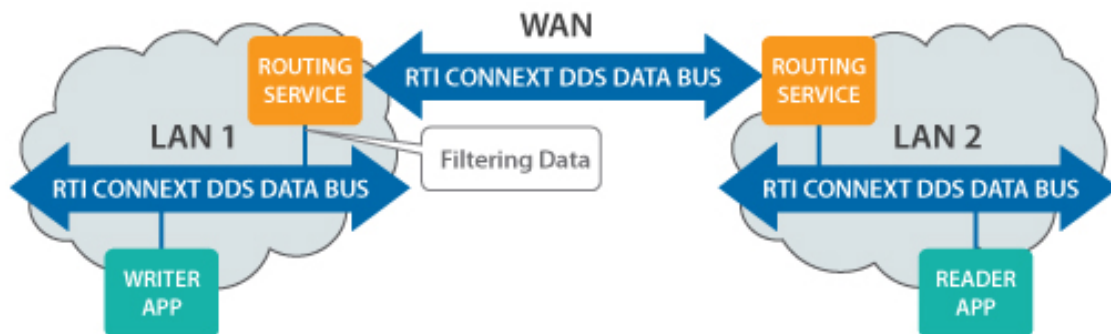 WAN
ROUTING
SERVICE
RTI CONNEXT DDS DATA BUS
ROUTING
SERVICE
LAN 1
Filtering Data
LAN 2
RTI CONNEXT DDS DATA BUS
RTI CONNEXT DDS DATA BUS
WRITER
APP
READER
APP